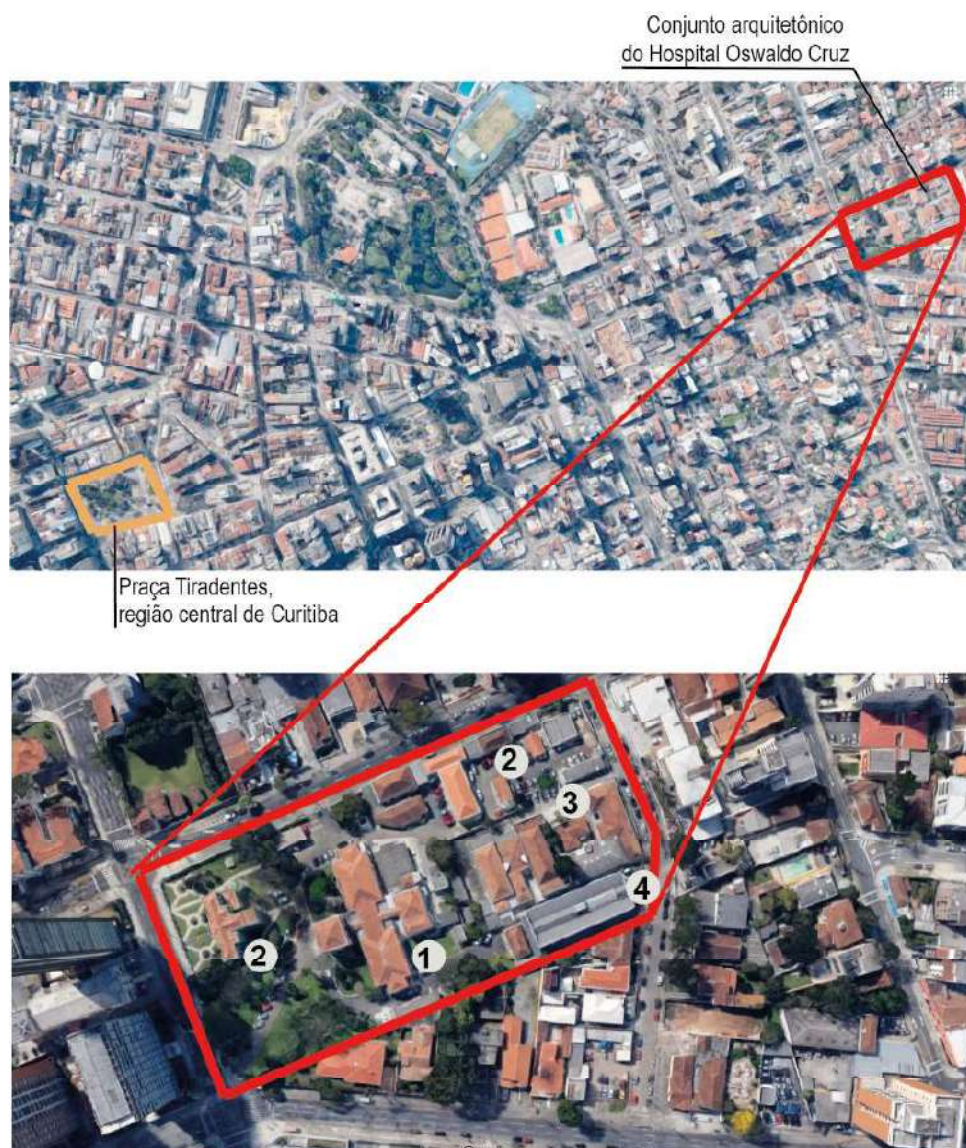 Conjunto arquitetônico
do Hospital Oswaldo Cruz
Praça Tiradentes,
região central de Curitiba
2
3
4
2
1